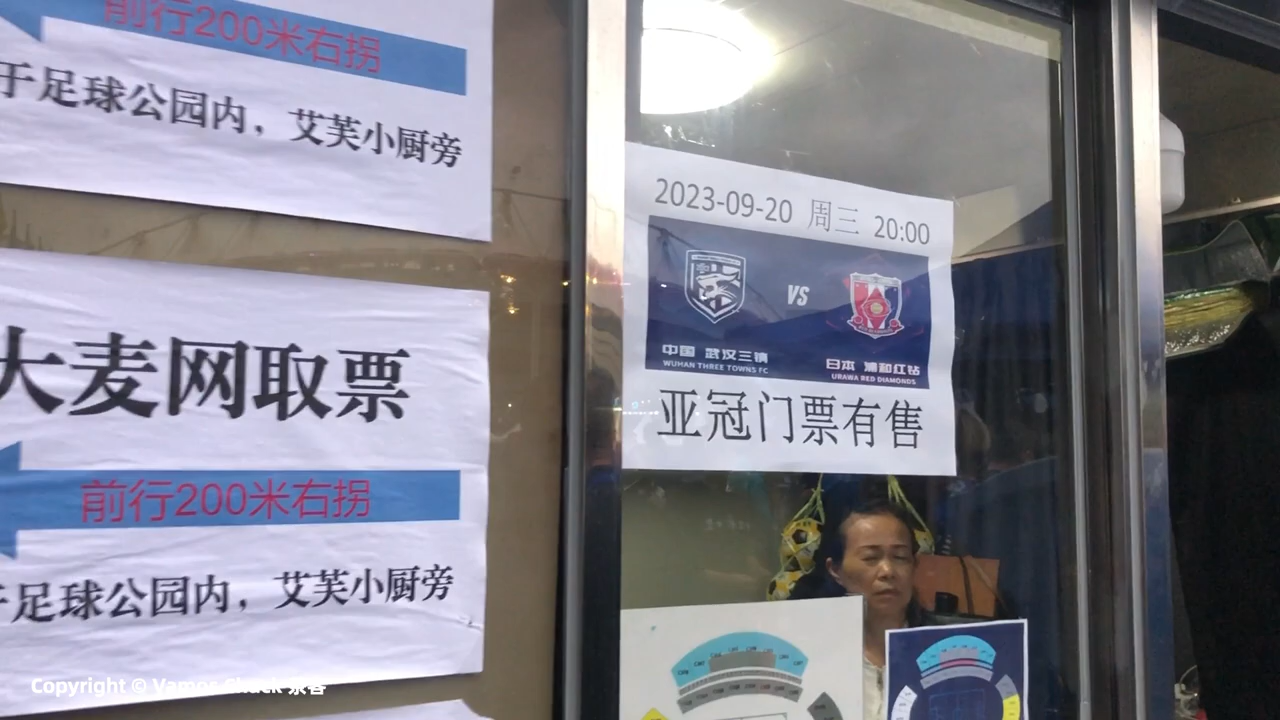 前行200米右拐
于足球公园内，艾芙小厨旁
大麦网取票
前行200米右拐
足球公园内，艾芙小厨旁
2023-09-20 周三 20:00
VS
中国 武汉三镇
WUHAN THREE TOWNS FC
日本 浦和红钻
URAWA RED DIAMONDS
亚冠门票有售
Copyright © Vamos Shuck 余客